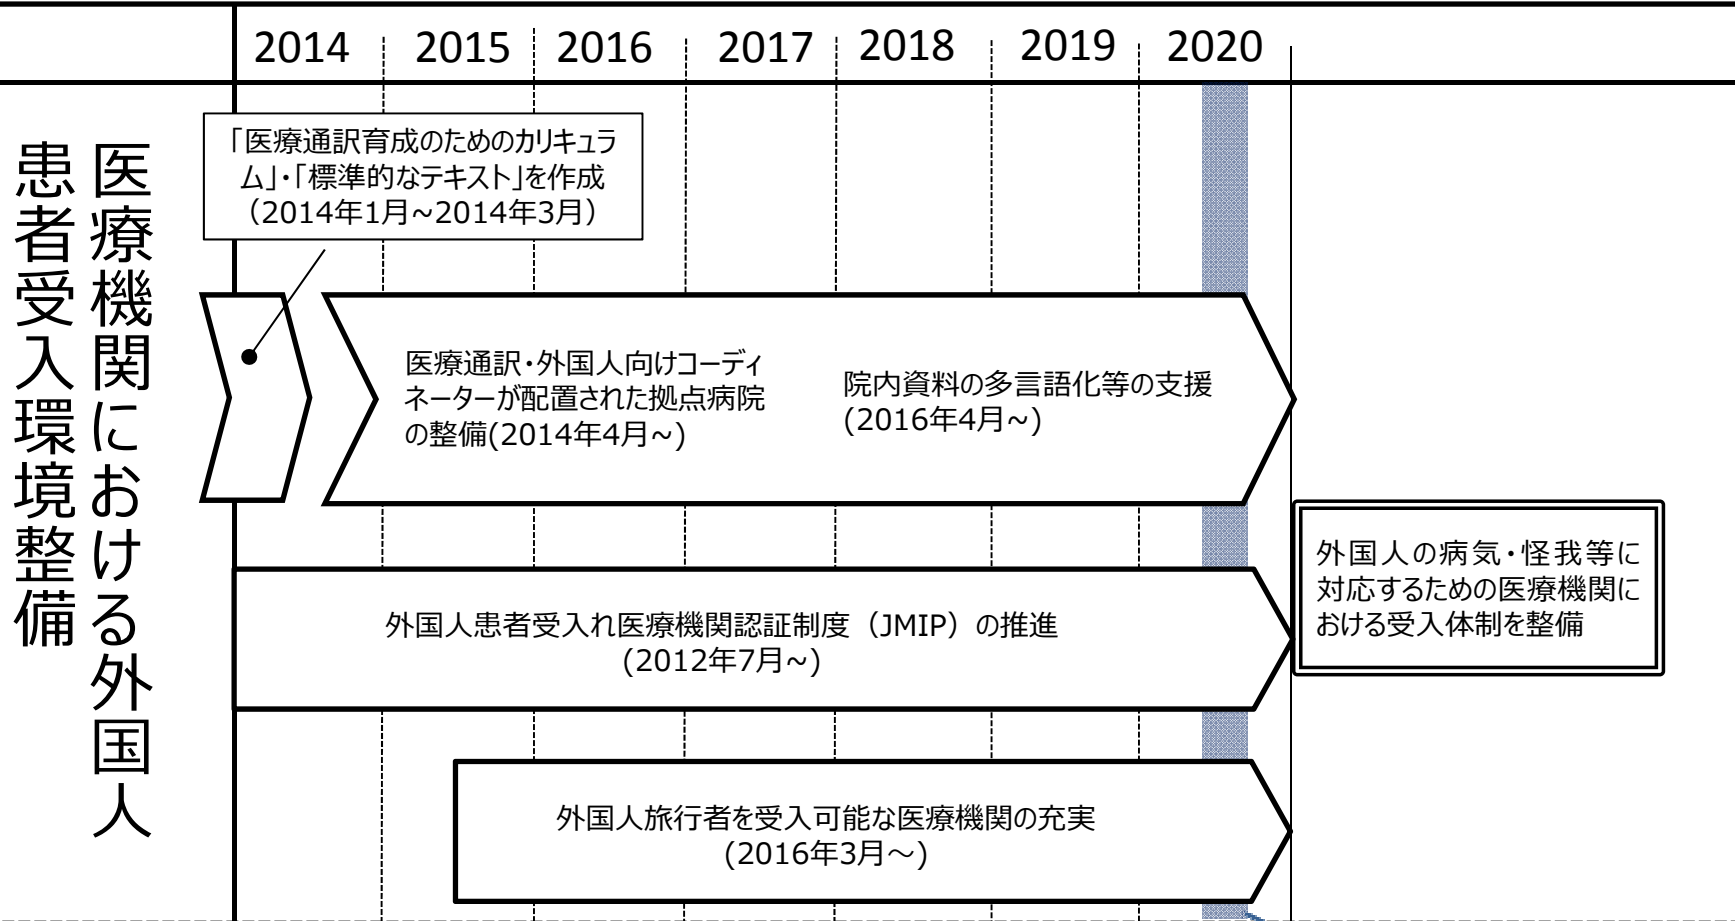 2014 2015 2016 2017 2018 2019 2020
医療機関における外国人
患者受入環境整備
「医療通訳育成のためのカリキュラ
ム」・「標準的なテキスト」を作成
（2014年1月~2014年3月）
医療通訳・外国人向けコーディ
ネーターが配置された拠点病院
の整備(2014年4月~)
院内資料の多言語化等の支援
(2016年4月~)
外国人患者受入れ医療機関認証制度（JMIP）の推進
(2012年7月~)
外国人の病気・怪我等に
対応するための医療機関に
おける受入体制を整備
外国人旅行者を受入可能な医療機関の充実
(2016年3月～)